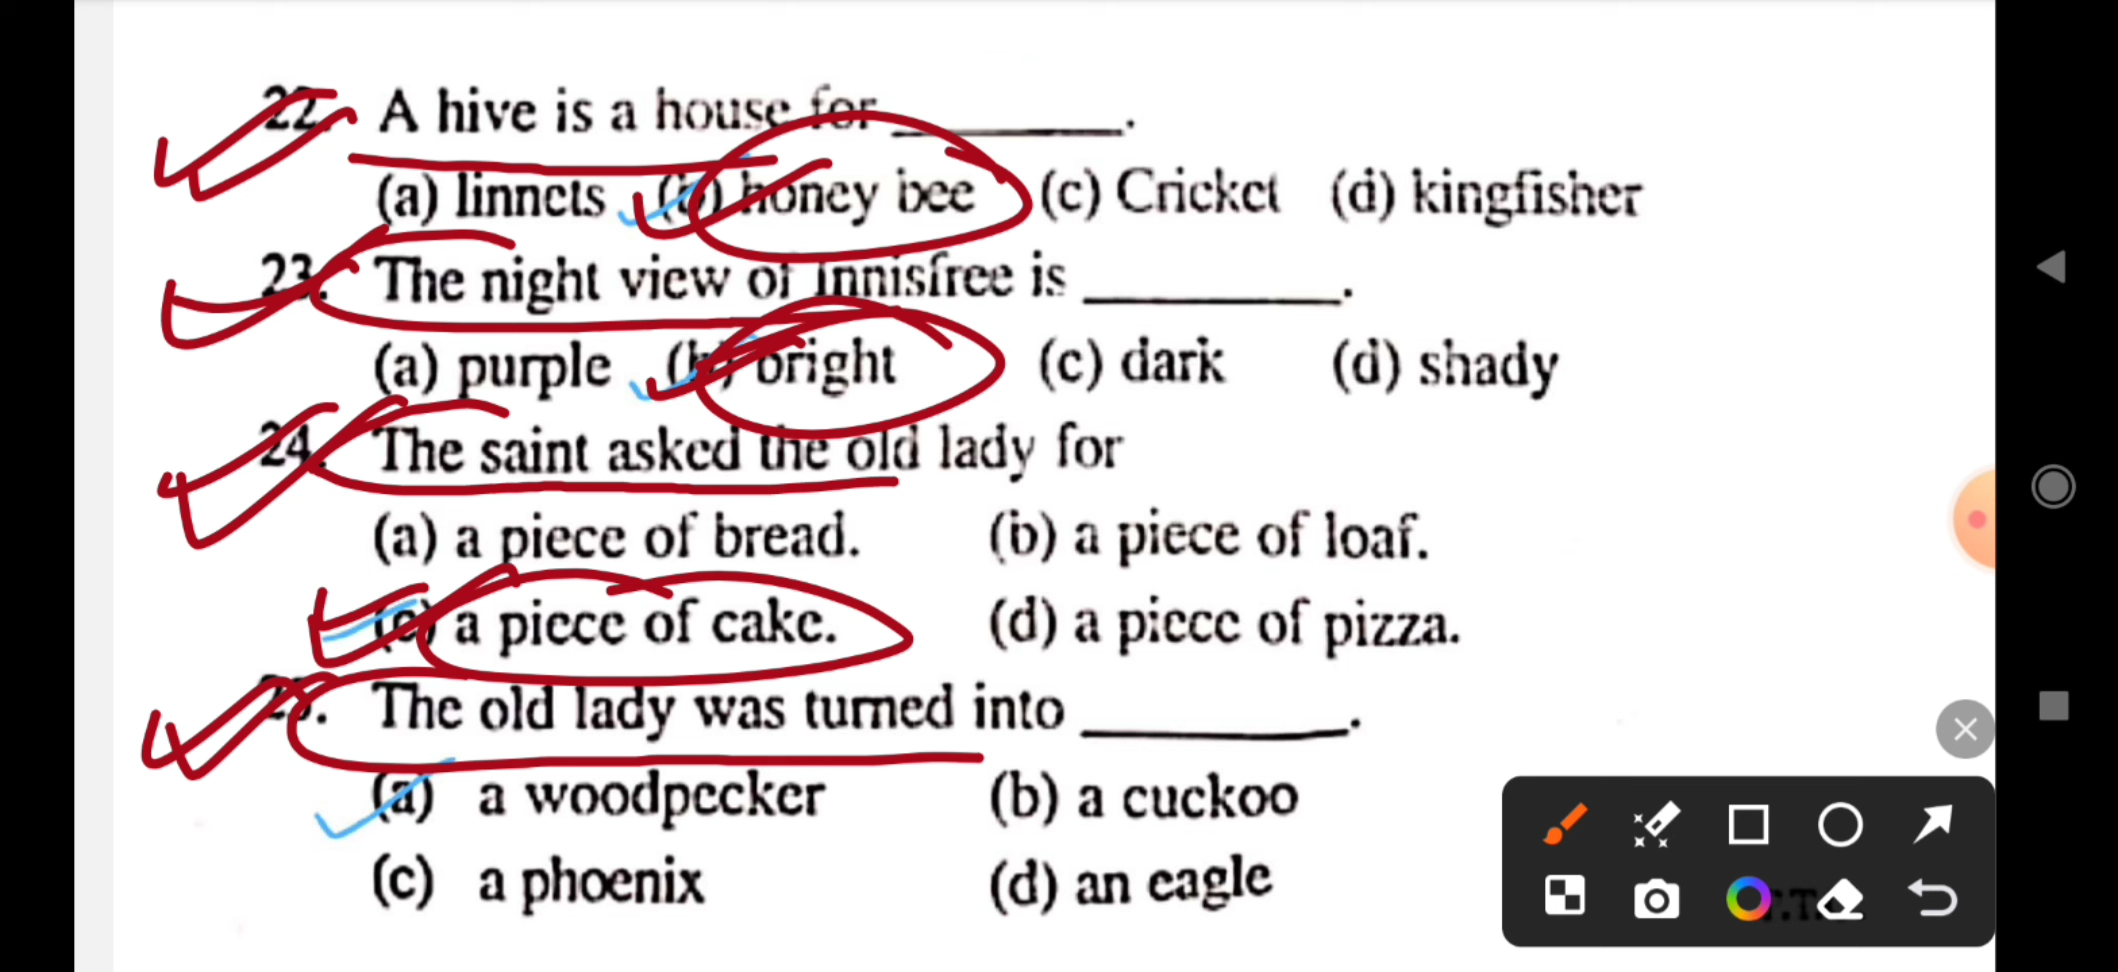 22. A hive is a house for ________.
(a) linnets (b) honey bee (c) Cricket (d) kingfisher
23. The night view of Innisfree is ________.
(a) purple (b) bright (c) dark (d) shady
24. The saint asked the old lady for
(a) a piece of bread. (b) a piece of loaf.
(c) a piece of cake. (d) a piece of pizza.
25. The old lady was turned into ________.
(a) a woodpecker (b) a cuckoo
(c) a phoenix (d) an eagle